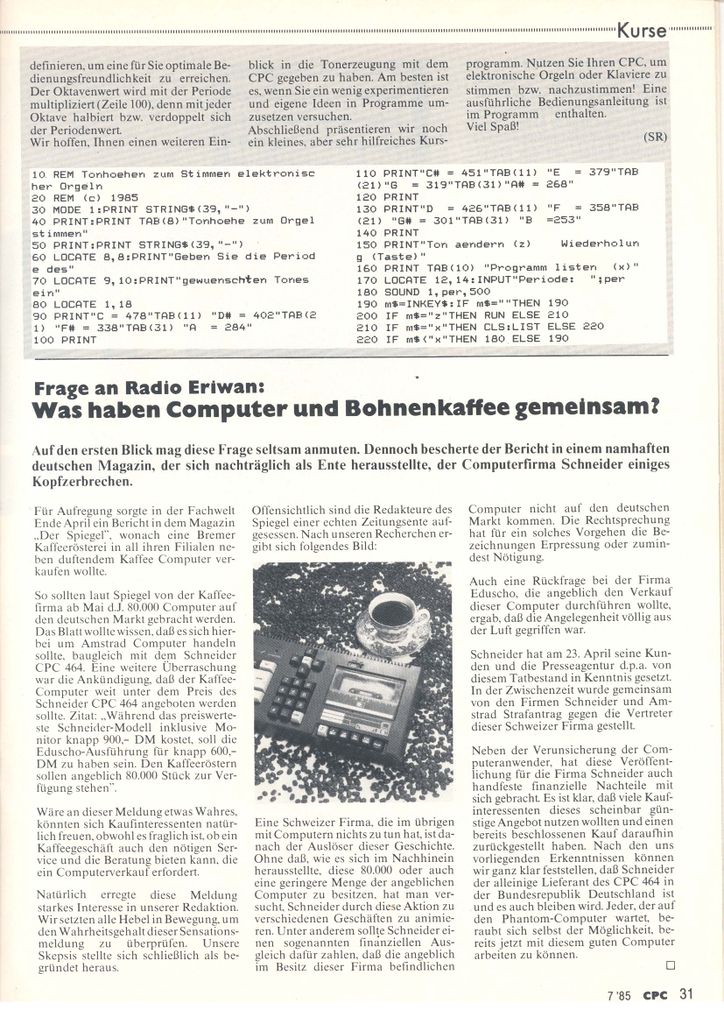 Kurse
definieren, um eine für Sie optimale Be-
dienungsfreundlichkeit zu erreichen.
Der Oktavenwert wird mit der Periode
multipliziert (Zeile 100), denn mit jeder
Oktave halbiert bzw. verdoppelt sich
der Periodenwert.
Wir hoffen, Ihnen einen weiteren Ein-
blick in die Tonerzeugung mit dem
CPC gegeben zu haben. Am besten ist
es, wenn Sie ein wenig experimentieren
und eigene Ideen in Programme um-
zusetzen versuchen.
Abschließend präsentieren wir noch
ein kleines, aber sehr hilfreiches Kurs-
programm. Nutzen Sie Ihren CPC, um
elektronische Orgeln oder Klaviere zu
stimmen bzw. nachzustimmen! Eine
ausführliche Bedienungsanleitung ist
im Programm enthalten.
Viel Spaß!
(SR)
10 REM Tonhoehen zum Stimmen elektronisc
her Orgeln
20 REM (c) 1985
30 MODE 1:PRINT STRING$(39,"-")
40 PRINT:PRINT TAB(8)"Tonhoehe zum Orgel
stimmen"
50 PRINT:PRINT STRING$(39,"-")
60 LOCATE 8,8:PRINT"Geben Sie die Period
e des"
70 LOCATE 9,10:PRINT"gewuenschten Tones
ein"
80 LOCATE 1,18
90 PRINT"C = 478"TAB(11) "D# = 402"TAB(2
1) "F# = 338"TAB(31) "A = 284"
100 PRINT
110 PRINT"C# = 451"TAB(11) "E = 379"TAB
(21)"G = 319"TAB(31)"A# = 268"
120 PRINT
130 PRINT"D = 426"TAB(11) "F = 358"TAB
(21) "G# = 301"TAB(31) "B =253"
140 PRINT
150 PRINT"Ton aendern (z) Wiederholun
g (Taste)"
160 PRINT TAB(10) "Programm listen (x)"
170 LOCATE 12,14:INPUT"Periode: ";per
180 SOUND 1,per,500
190 m$=INKEY$:IF m$=""THEN 190
200 IF m$="z"THEN RUN ELSE 210
210 IF m$="x"THEN CLS:LIST ELSE 220
220 IF m$<"x"THEN 180 ELSE 190
Frage an Radio Eriwan:
Was haben Computer und Bohnenkaffee gemeinsam?
Auf den ersten Blick mag diese Frage seltsam anmuten. Dennoch bescherte der Bericht in einem namhaften
deutschen Magazin, der sich nachträglich als Ente herausstellte, der Computerfirma Schneider einiges
Kopfzerbrechen.
Für Aufregung sorgte in der Fachwelt
Ende April ein Bericht in dem Magazin
„Der Spiegel", wonach eine Bremer
Kaffeerösterei in all ihren Filialen ne-
ben duftendem Kaffee Computer ver-
kaufen wollte.
So sollten laut Spiegel von der Kaffee-
firma ab Mai d.J. 80.000 Computer auf
den deutschen Markt gebracht werden.
Das Blatt wollte wissen, daß es sich hier-
bei um Amstrad Computer handeln
sollte, baugleich mit dem Schneider
CPC 464. Eine weitere Überraschung
war die Ankündigung, daß der Kaffee-
Computer weit unter dem Preis des
Schneider CPC 464 angeboten werden
sollte. Zitat: „Während das preiswerte-
ste Schneider-Modell inklusive Mo-
nitor knapp 900,- DM kostet, soll die
Eduscho-Ausführung für knapp 600,-
DM zu haben sein. Den Kaffeeröstern
sollen angeblich 80.000 Stück zur Ver-
fügung stehen".
Wäre an dieser Meldung etwas Wahres,
könnten sich Kaufinteressenten natür-
lich freuen, obwohl es fraglich ist, ob ein
Kaffeegeschäft auch den nötigen Ser-
vice und die Beratung bieten kann, die
ein Computerverkauf erfordert.
Natürlich erregte diese Meldung
starkes Interesse in unserer Redaktion.
Wir setzten alle Hebel in Bewegung, um
den Wahrheitsgehalt dieser Sensations-
meldung zu überprüfen. Unsere
Skepsis stellte sich schließlich als be-
gründet heraus.
Offensichtlich sind die Redakteure des
Spiegel einer echten Zeitungsente auf-
gesessen. Nach unseren Recherchen er-
gibt sich folgendes Bild:
Eine Schweizer Firma, die im übrigen
mit Computern nichts zu tun hat, ist da-
nach der Auslöser dieser Geschichte.
Ohne daß, wie es sich im Nachhinein
herausstellte, diese 80.000 oder auch
eine geringere Menge der angeblichen
Computer zu besitzen, hat man ver-
sucht, Schneider durch diese Aktion zu
verschiedenen Geschäften zu animie-
ren. Unter anderem sollte Schneider ei-
nen sogenannten finanziellen Aus-
gleich dafür zahlen, daß die angeblich
im Besitz dieser Firma befindlichen
Computer nicht auf den deutschen
Markt kommen. Die Rechtsprechung
hat für ein solches Vorgehen die Be-
zeichnungen Erpressung oder zumin-
dest Nötigung.
Auch eine Rückfrage bei der Firma
Eduscho, die angeblich den Verkauf
dieser Computer durchführen wollte,
ergab, daß die Angelegenheit völlig aus
der Luft gegriffen war.
Schneider hat am 23. April seine Kun-
den und die Presseagentur d.p.a. von
diesem Tatbestand in Kenntnis gesetzt.
In der Zwischenzeit wurde gemeinsam
von den Firmen Schneider und Am-
strad Strafantrag gegen die Vertreter
dieser Schweizer Firma gestellt.
Neben der Verunsicherung der Com-
puteranwender, hat diese Veröffent-
lichung für die Firma Schneider auch
handfeste finanzielle Nachteile mit
sich gebracht. Es ist klar, daß viele Kauf-
interessenten dieses scheinbar gün-
stige Angebot nutzen wollten und einen
bereits beschlossenen Kauf daraufhin
zurückgestellt haben. Nach den uns
vorliegenden Erkenntnissen können
wir ganz klar feststellen, daß Schneider
der alleinige Lieferant des CPC 464 in
der Bundesrepublik Deutschland ist
und es auch bleiben wird. Jeder, der auf
den Phantom-Computer wartet, be-
raubt sich selbst der Möglichkeit, be-
reits jetzt mit diesem guten Computer
arbeiten zu können.
7'85 CPC 31